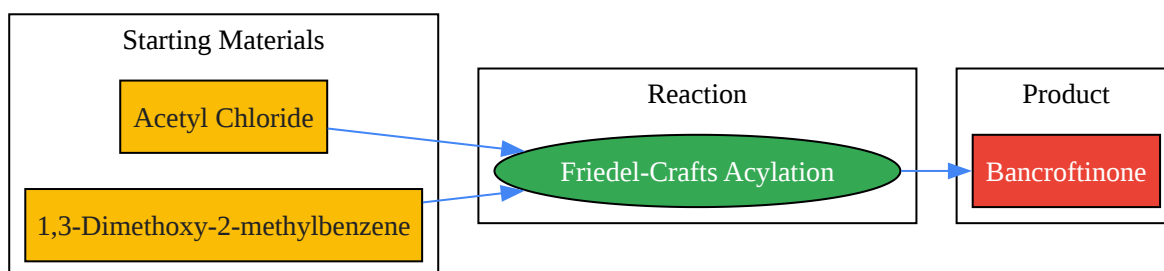 Starting Materials
Acetyl Chloride
1,3-Dimethoxy-2-methylbenzene
Reaction
Friedel-Crafts Acylation
Product
Bancroftinone